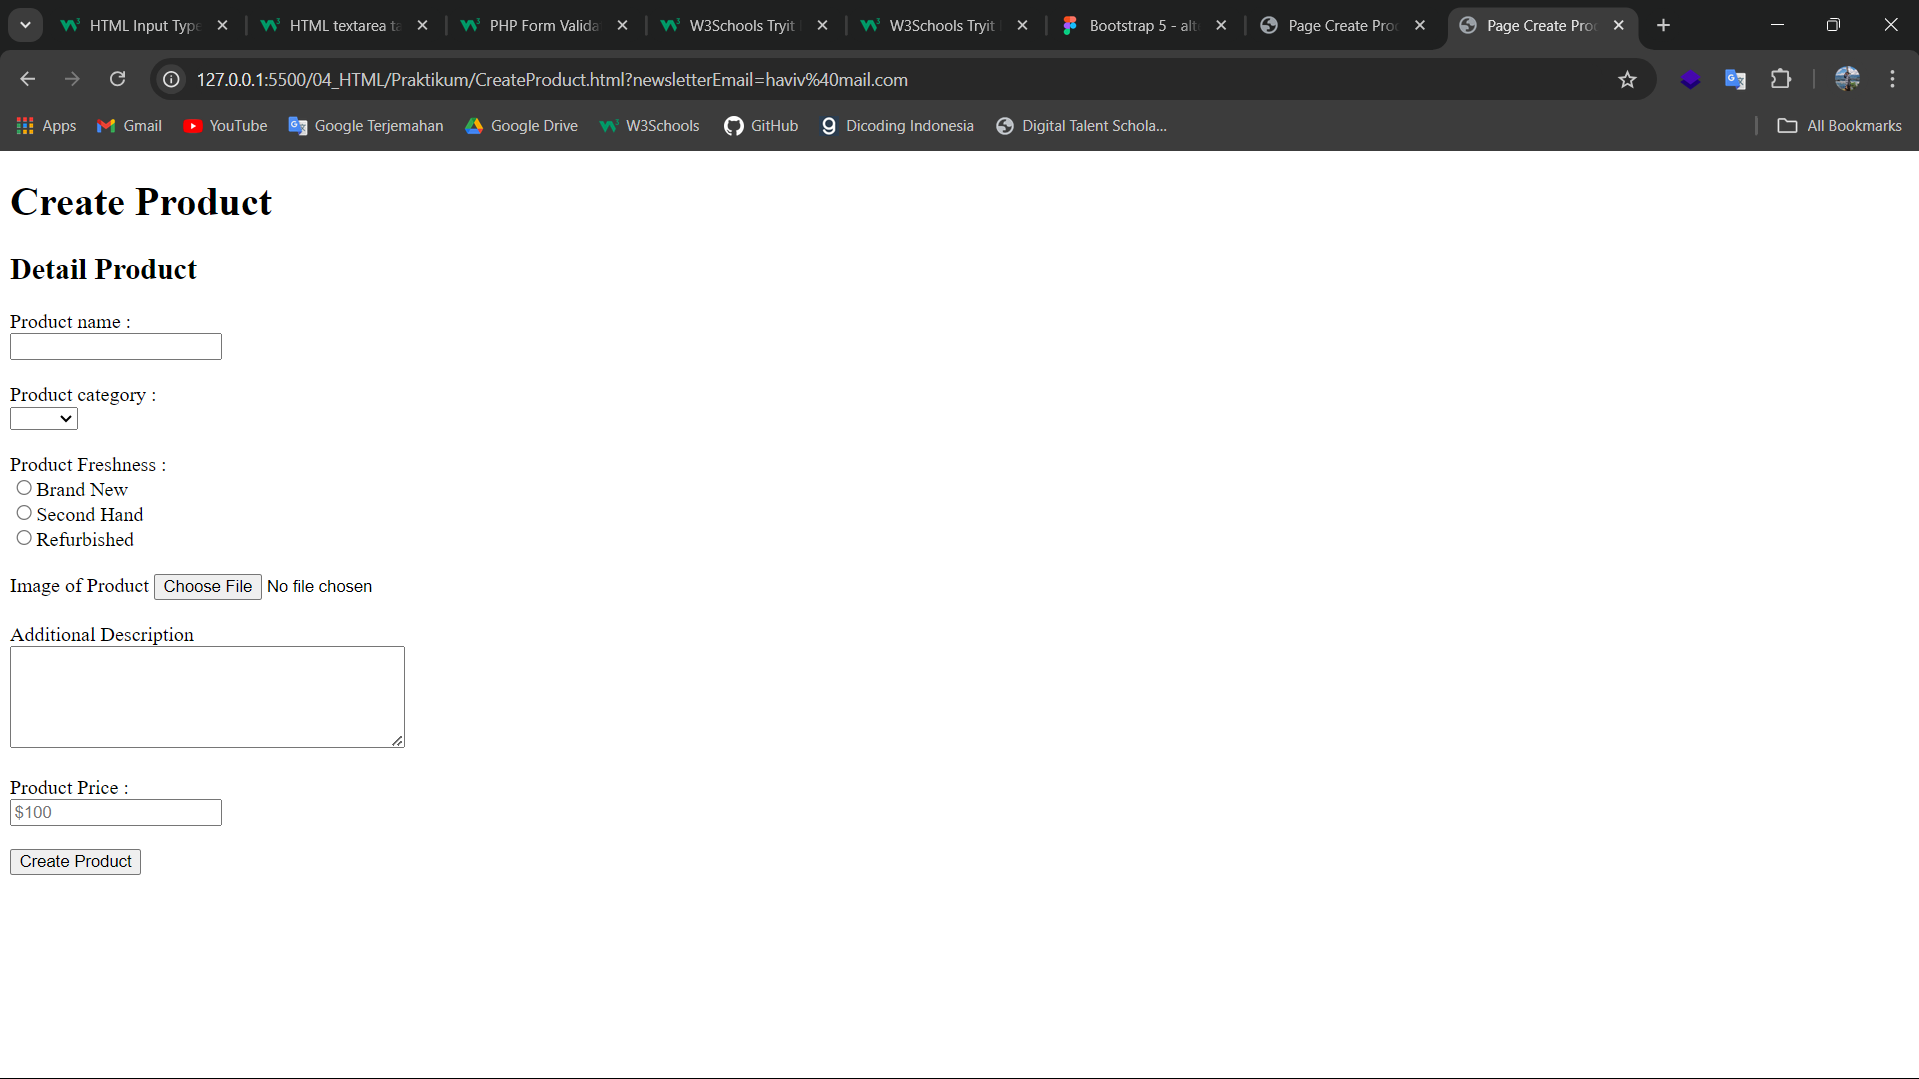 HTML Input Type
HTML textarea ta
PHP Form Valida
W3Schools Tryit
W3Schools Tryit
Bootstrap 5 - alt
Page Create Proc
Page Create Proc
127.0.0.1:5500/04_HTML/Praktikum/CreateProduct.html?newsletterEmail=haviv%40mail.com
Apps
Gmail
YouTube
Google Terjemahan
Google Drive
W3Schools
GitHub
Dicoding Indonesia
Digital Talent Schola...
All Bookmarks
Create Product
Detail Product
Product name :
Product category :
Product Freshness :
Brand New
Second Hand
Refurbished
Image of Product Choose File No file chosen
Additional Description
Product Price :
$100
Create Product